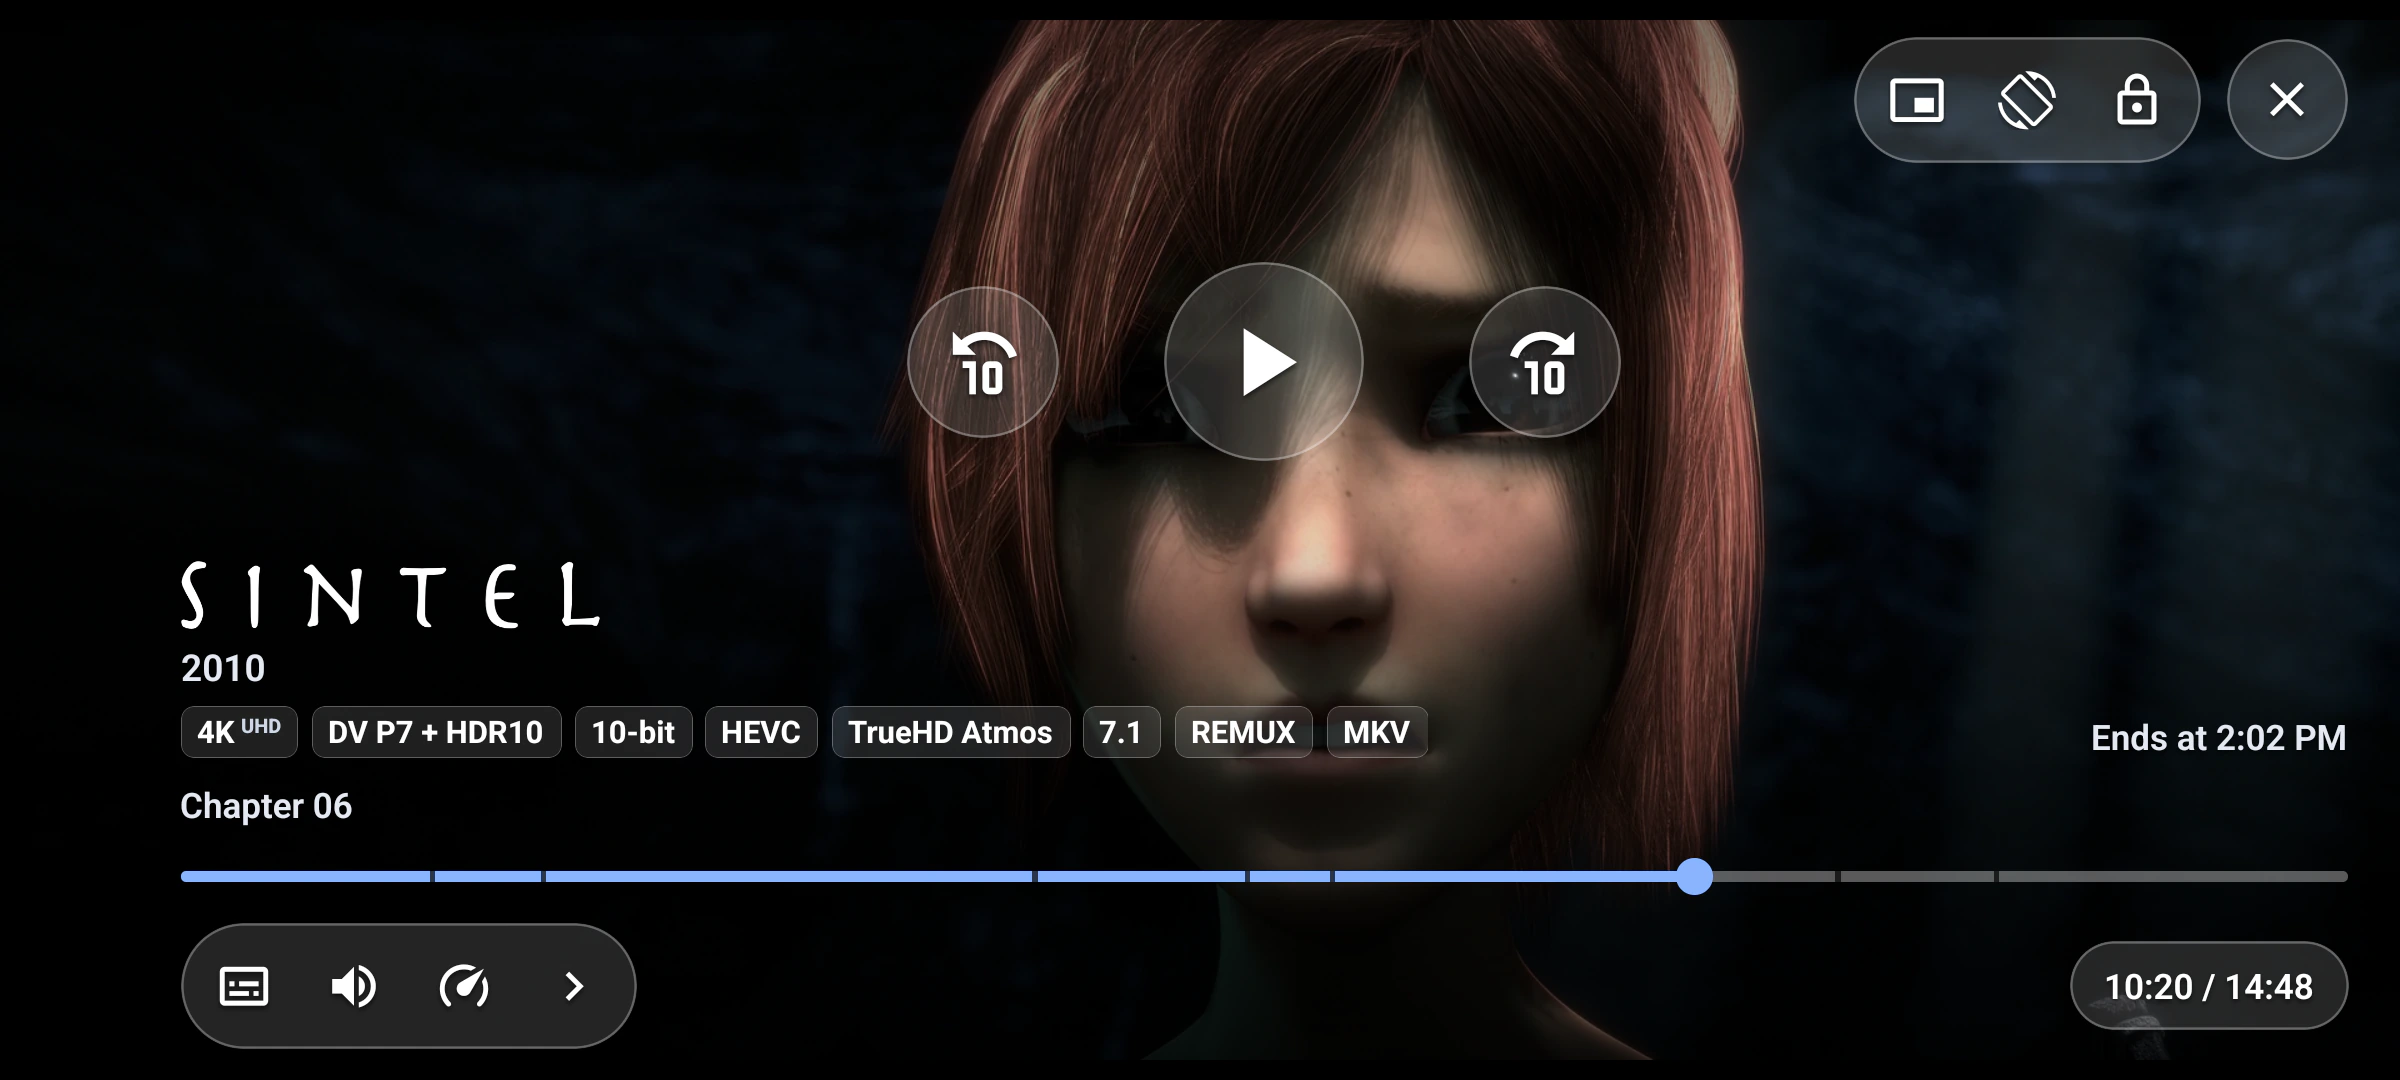 10
10
SINTEL
2010
4K UHD DV P7 + HDR10 10-bit HEVC TrueHD Atmos 7.1 REMUX MKV
Ends at 2:02 PM
Chapter 06
10:20 / 14:48